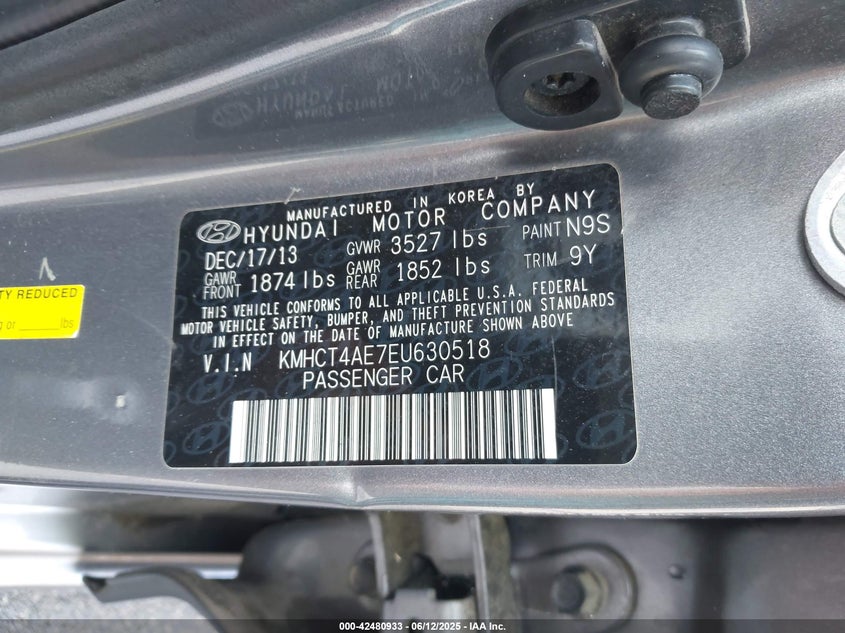 MANUFACTURED IN KOREA BY
HYUNDAI MOTOR COMPANY
DEC/17/13 GVWR 3527 lbs PAINT N9S
GAWR FRONT 1874 lbs GAWR REAR 1852 lbs TRIM 9Y
THIS VEHICLE CONFORMS TO ALL APPLICABLE U.S.A. FEDERAL
MOTOR VEHICLE SAFETY, BUMPER, AND THEFT PREVENTION STANDARDS
IN EFFECT ON THE DATE OF MANUFACTURE SHOWN ABOVE
V.I.N KMHCT4AE7EU630518
PASSENGER CAR
TY REDUCED
g or ______lbs
000-42480933 - 06/12/2025 - IAA, Inc.